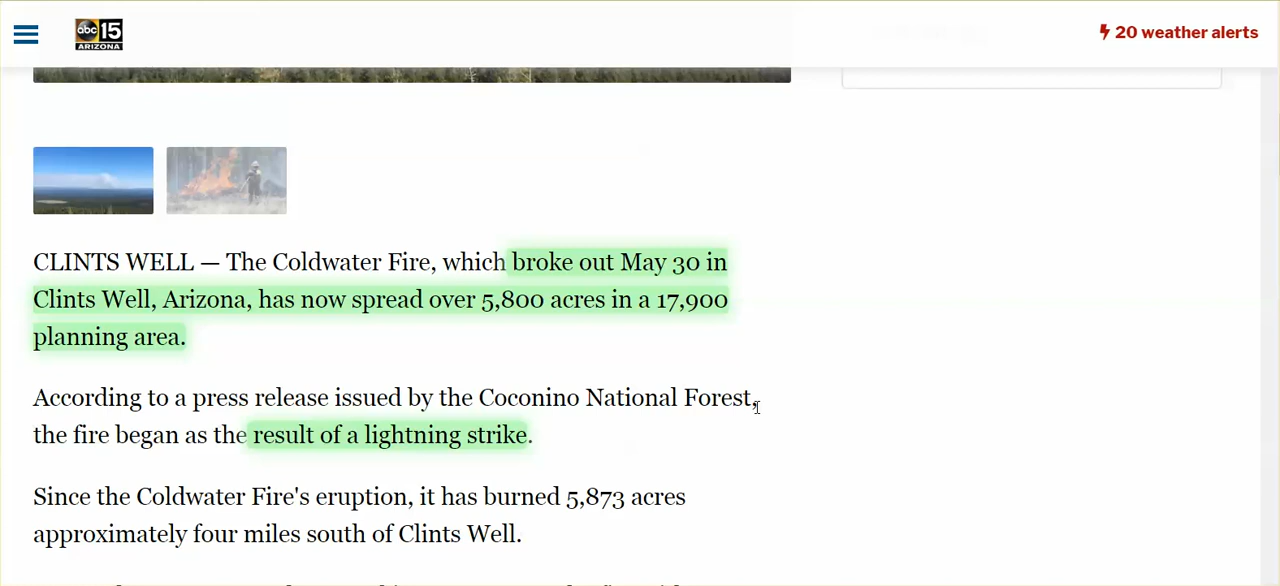 abc 15
ARIZONA
20 weather alerts
CLINTS WELL — The Coldwater Fire, which broke out May 30 in
Clints Well, Arizona, has now spread over 5,800 acres in a 17,900
planning area.
According to a press release issued by the Coconino National Forest,
the fire began as the result of a lightning strike.
Since the Coldwater Fire's eruption, it has burned 5,873 acres
approximately four miles south of Clints Well.